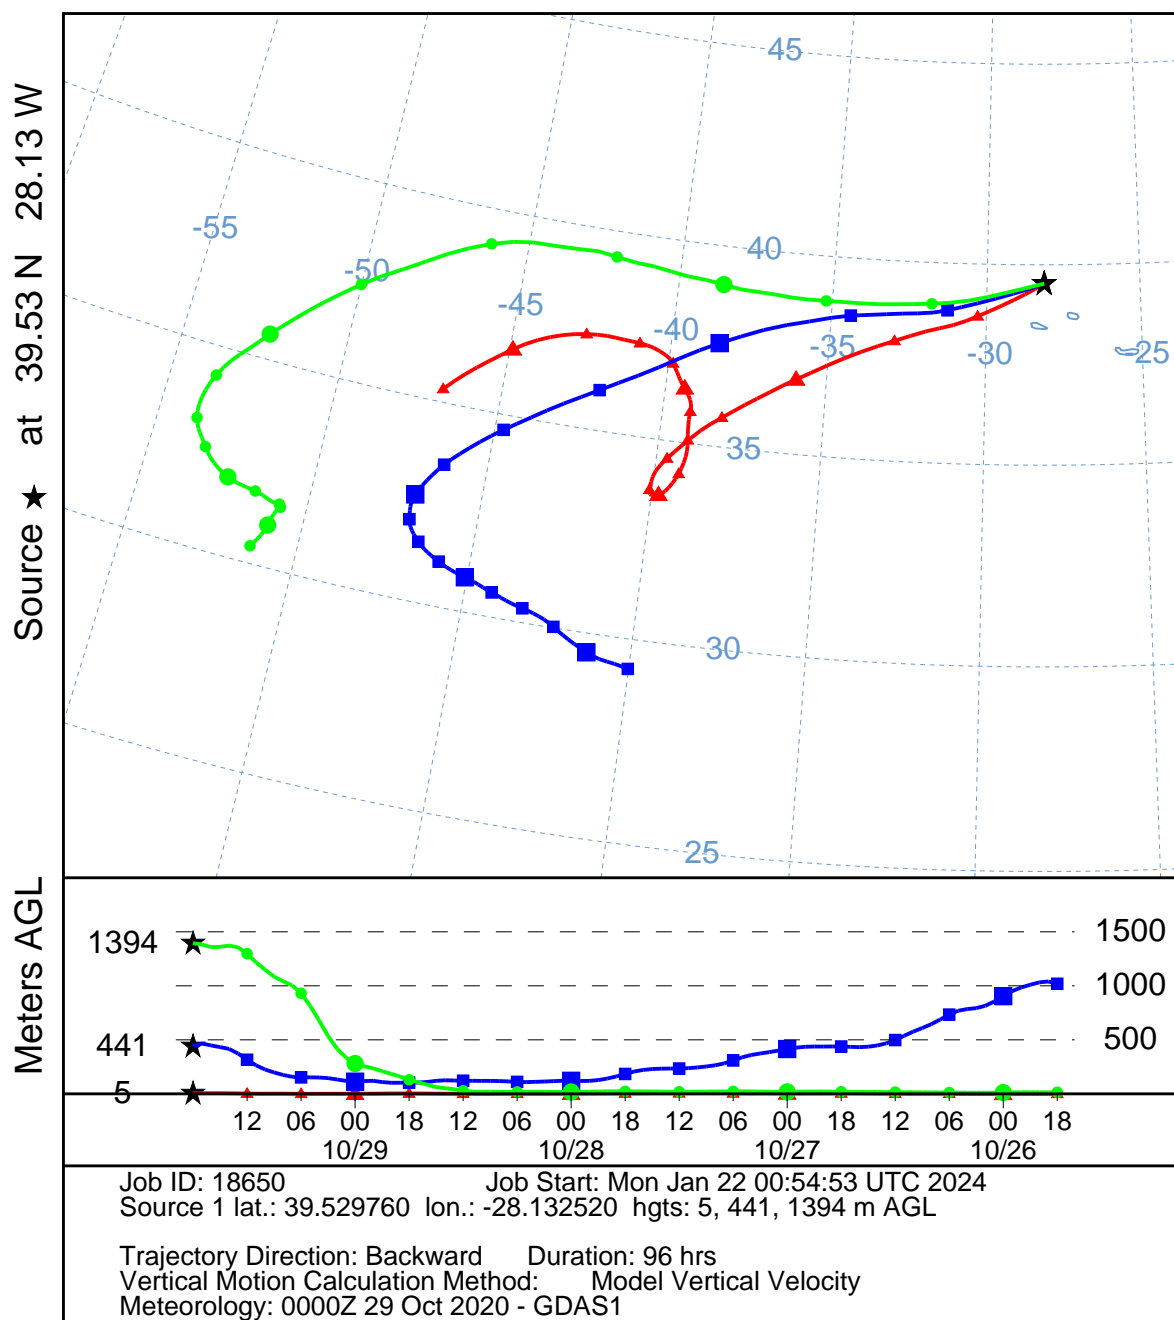 Source ★ at 39.53 N 28.13 W
45
-55
-50
40
-45
-40
-35
-30
-25
35
30
25
Meters AGL
1394
441
5
1500
1000
500
12 06 00 18 12 06 00 18 12 06 00 18 12 06 00 18
10/29 10/28 10/27 10/26
Job ID: 18650 Job Start: Mon Jan 22 00:54:53 UTC 2024
Source 1 lat.: 39.529760 lon.: -28.132520 hgts: 5, 441, 1394 m AGL
Trajectory Direction: Backward Duration: 96 hrs
Vertical Motion Calculation Method: Model Vertical Velocity
Meteorology: 0000Z 29 Oct 2020 - GDAS1